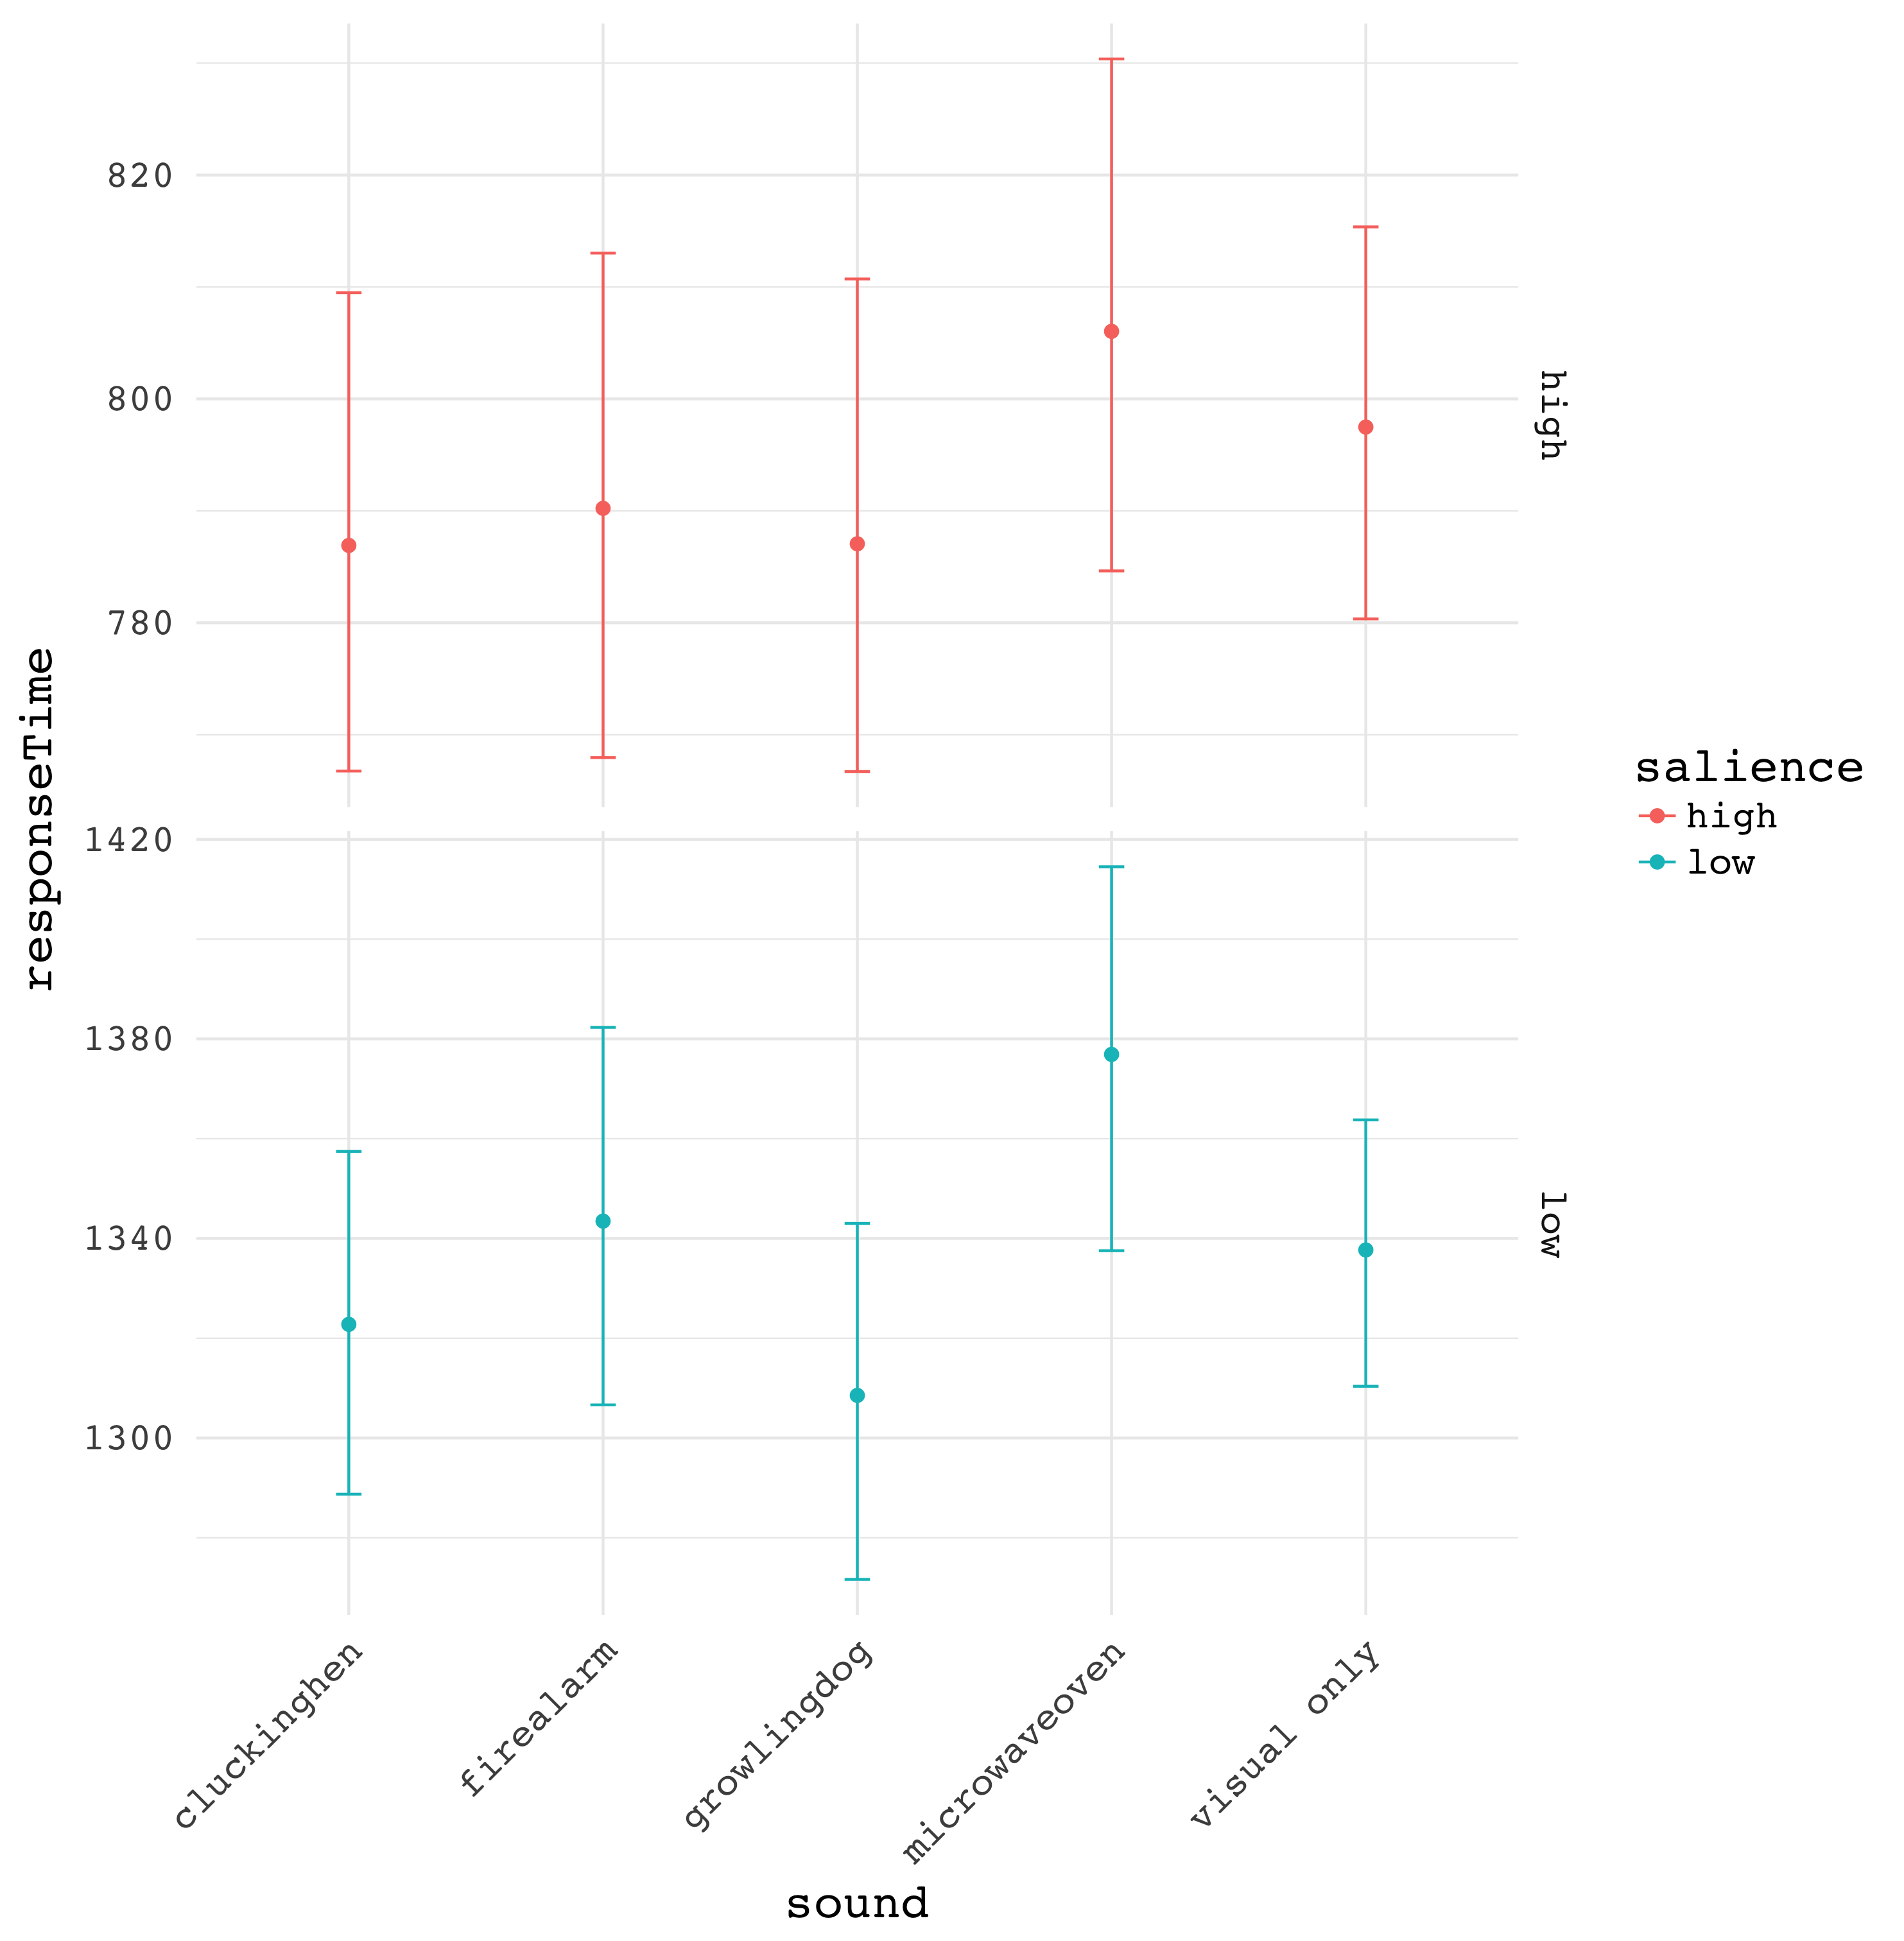 responseTime
820
800
780
high
1420
1380
1340
1300
low
cluckinghen
firealarm
growlingdog
microwaveoven
visual only
sound
salience
high
low